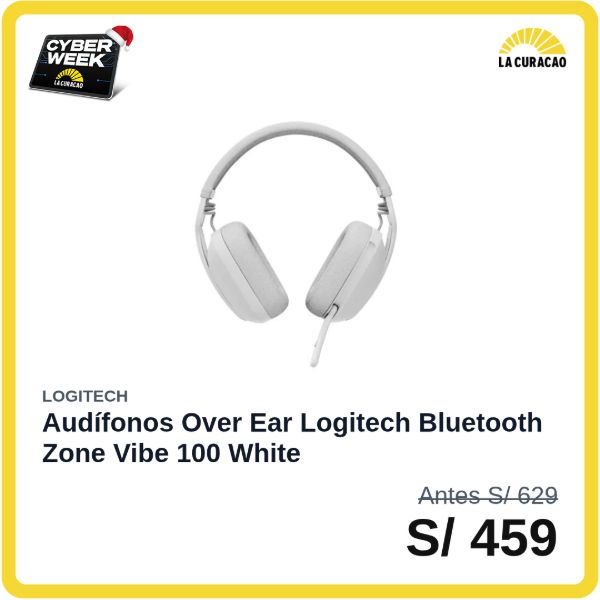 CYBER
WEEK
LA CURACAO
LA CURACAO
LOGITECH
Audífonos Over Ear Logitech Bluetooth
Zone Vibe 100 White
Antes S/ 629
S/ 459